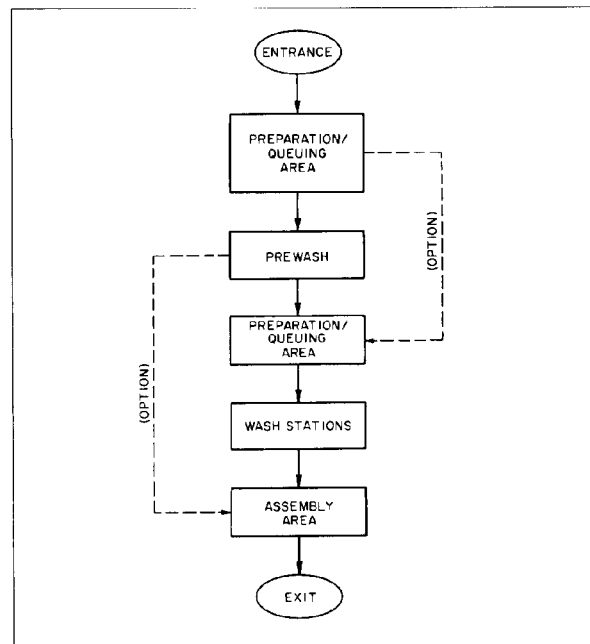 ENTRANCE
PREPARATION/
QUEUING
AREA
(OPTION)
PREWASH
PREPARATION/
QUEUING
AREA
(OPTION)
WASH STATIONS
ASSEMBLY
AREA
EXIT